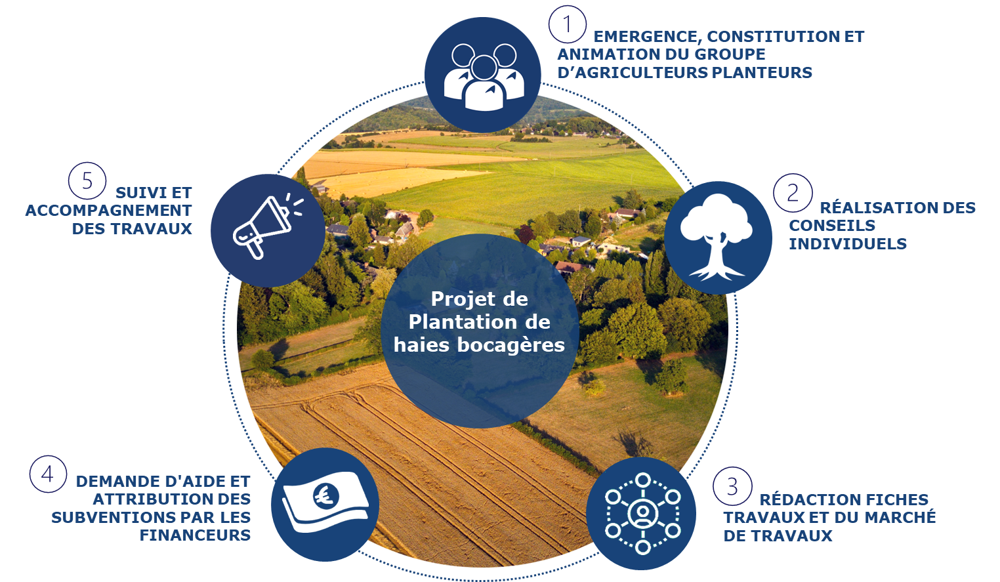 1
EMERGENCE, CONSTITUTION ET
ANIMATION DU GROUPE
D’AGRICULTEURS PLANTEURS
2
RÉALISATION DES
CONSEILS
INDIVIDUELS
3
RÉDACTION FICHES
TRAVAUX ET DU MARCHÉ
DE TRAVAUX
4
DEMANDE D'AIDE ET
ATTRIBUTION DES
SUBVENTIONS PAR LES
FINANCEURS
€
5
SUIVI ET
ACCOMPAGNEMENT
DES TRAVAUX
Projet de
Plantation de
haies bocagères